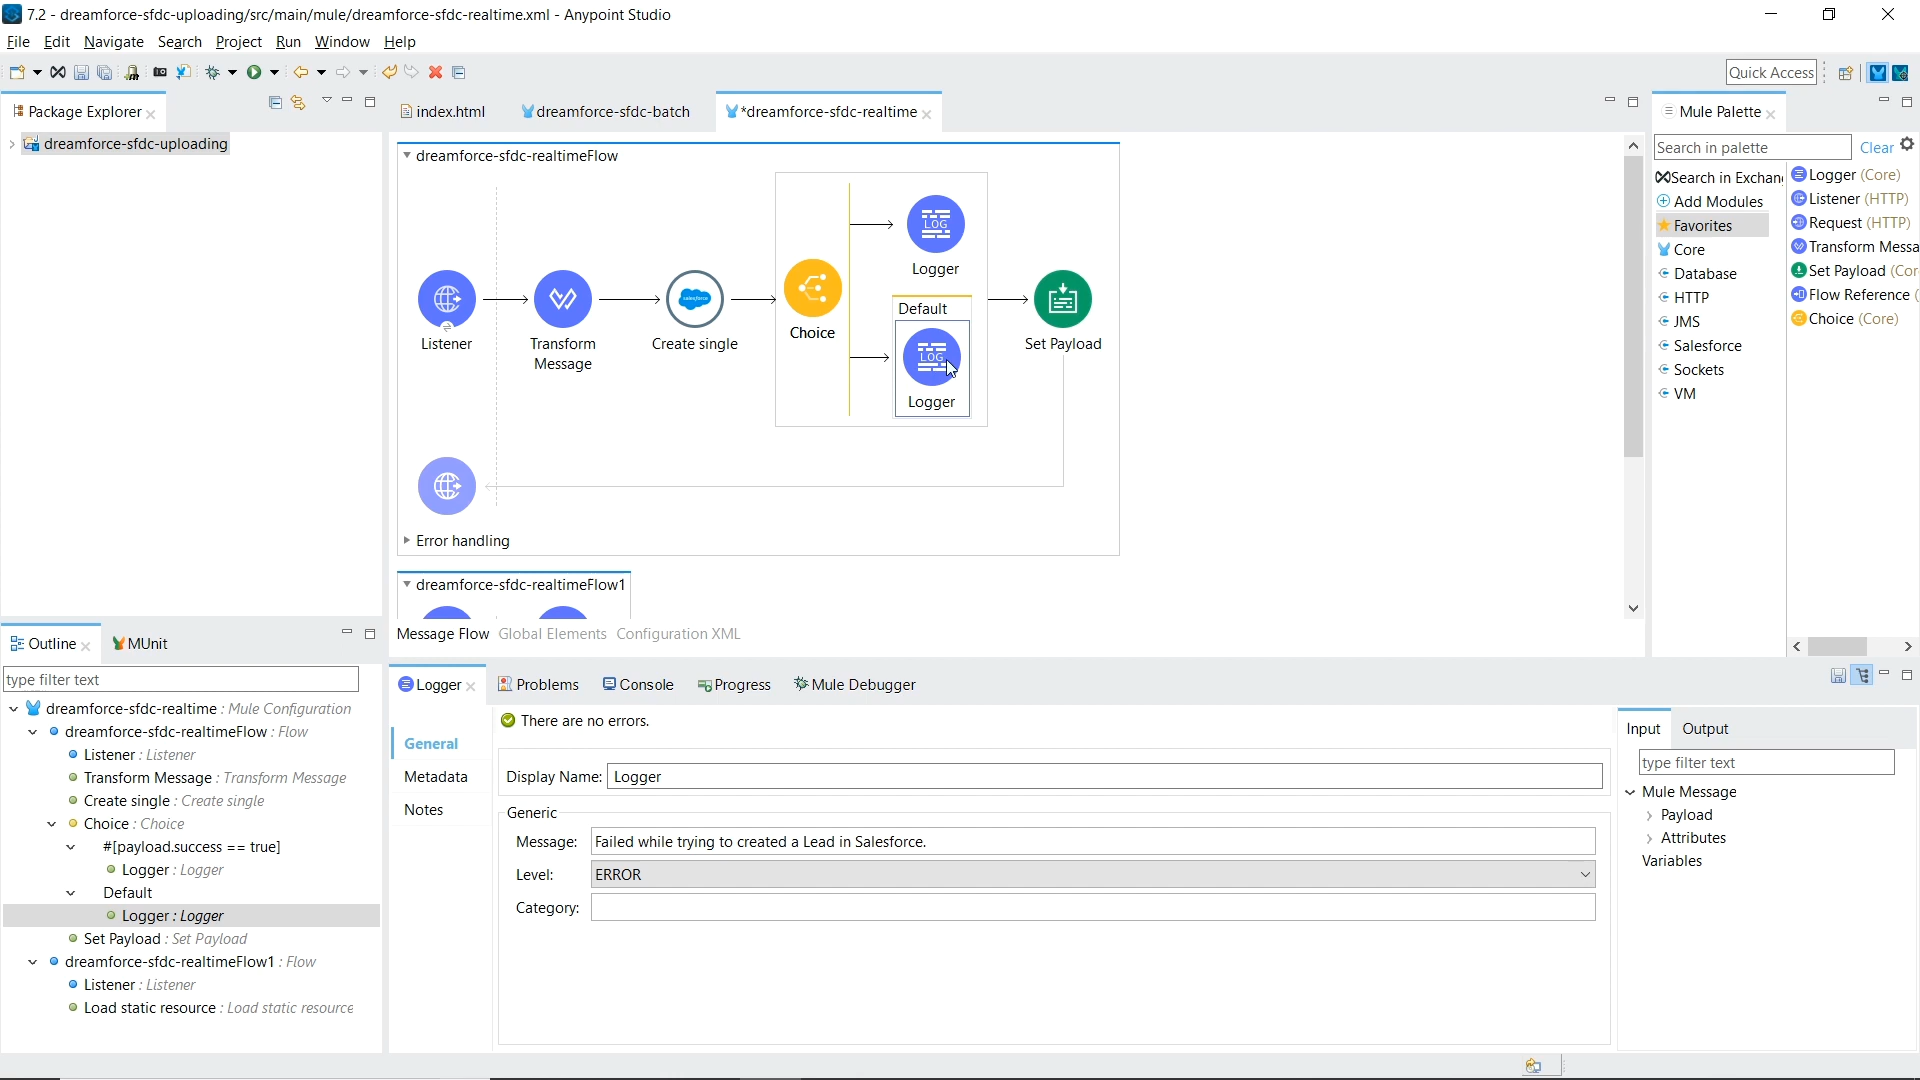 7.2 - dreamforce-sfdc-uploading/src/main/mule/dreamforce-sfdc-realtime.xml - Anypoint Studio
File Edit Navigate Search Project Run Window Help
Quick Access
Package Explorer
dreamforce-sfdc-uploading
index.html dreamforce-sfdc-batch *dreamforce-sfdc-realtime
dreamforce-sfdc-realtimeFlow
Listener
Transform
Message
salesforce
Create single
Choice
LOG
Logger
Default
LOG
Logger
Set Payload
Error handling
dreamforce-sfdc-realtimeFlow1
Message Flow Global Elements Configuration XML
Mule Palette
Search in palette Clear
Search in Exchan
Add Modules
Favorites
Core
Database
HTTP
JMS
Salesforce
Sockets
VM
Logger (Core)
Listener (HTTP)
Request (HTTP)
Transform Messa
Set Payload (Cor
Flow Reference (
Choice (Core)
Outline MUnit
type filter text
dreamforce-sfdc-realtime : Mule Configuration
dreamforce-sfdc-realtimeFlow : Flow
Listener : Listener
Transform Message : Transform Message
Create single : Create single
Choice : Choice
#[payload.success == true]
Logger : Logger
Default
Logger : Logger
Set Payload : Set Payload
dreamforce-sfdc-realtimeFlow1 : Flow
Listener : Listener
Load static resource : Load static resource
Logger Problems Console Progress Mule Debugger
There are no errors.
General
Metadata
Notes
Display Name: Logger
Generic
Message: Failed while trying to created a Lead in Salesforce.
Level: ERROR
Category:
Input Output
type filter text
Mule Message
Payload
Attributes
Variables